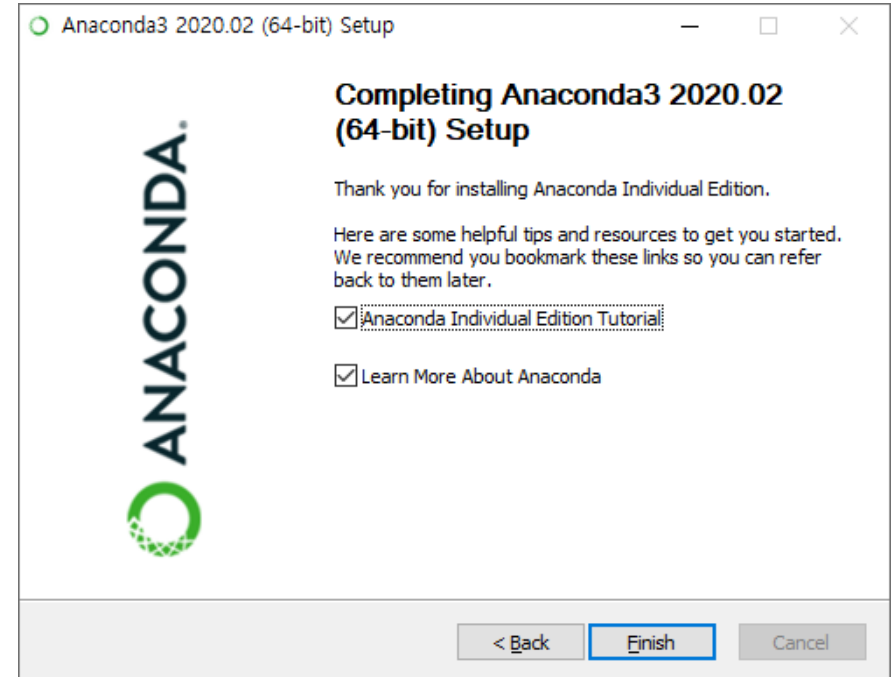 Anaconda3 2020.02 (64-bit) Setup
ANACONDA.
Completing Anaconda3 2020.02
(64-bit) Setup
Thank you for installing Anaconda Individual Edition.
Here are some helpful tips and resources to get you started.
We recommend you bookmark these links so you can refer
back to them later.
Anaconda Individual Edition Tutorial
Learn More About Anaconda
< Back
Finish
Cancel